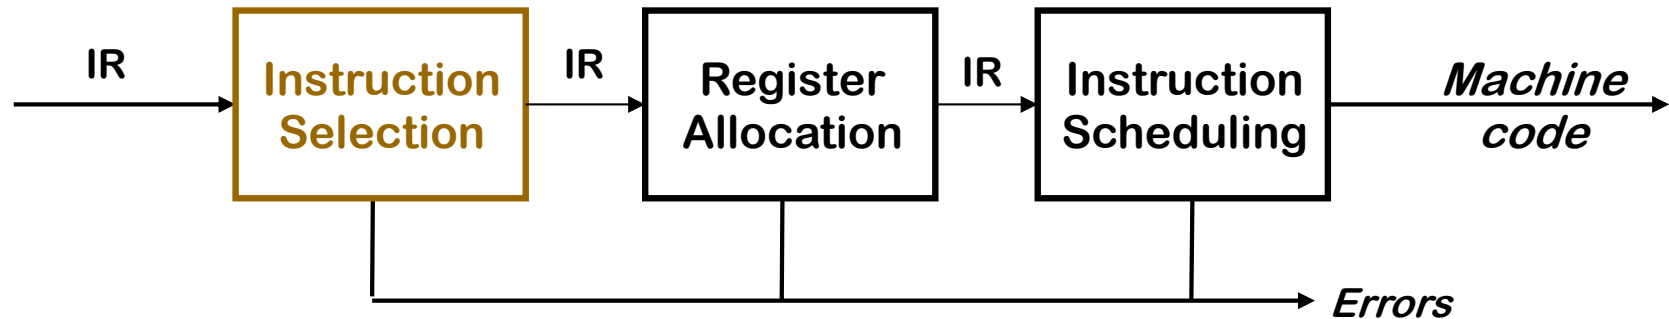 IR
Instruction
Selection
IR
Register
Allocation
IR
Instruction
Scheduling
Machine
code
Errors